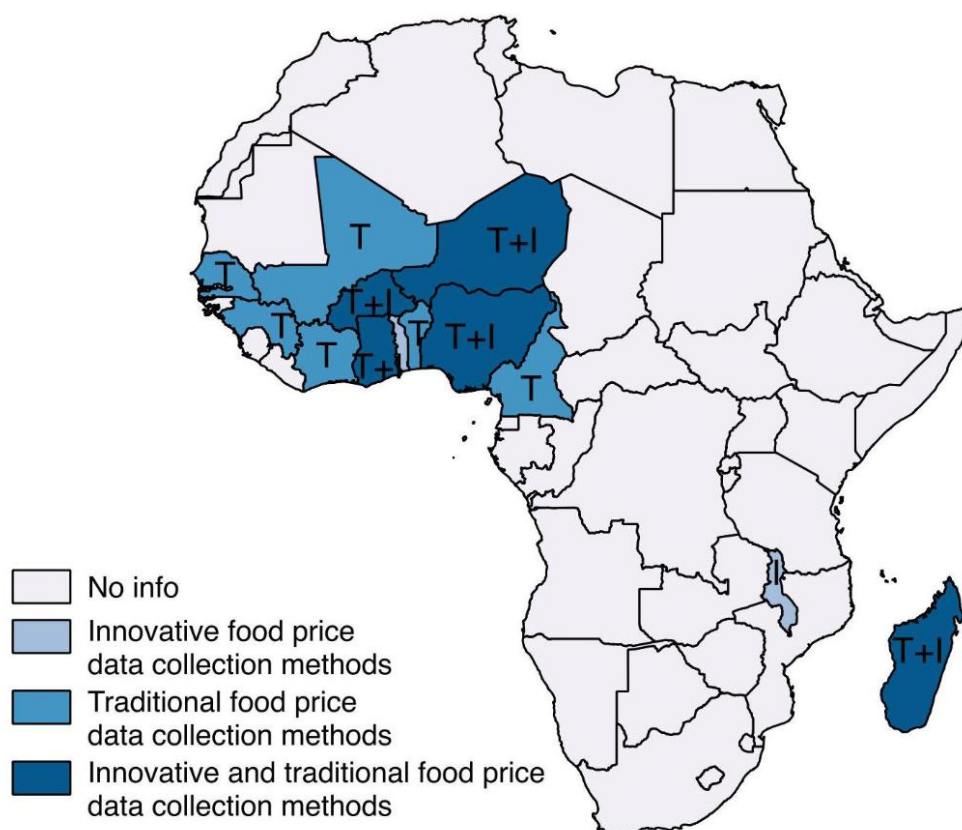 T
T+I
T
T+I
T
T
T+I
T
T+I
T
I
T+I
No info
Innovative food price
data collection methods
Traditional food price
data collection methods
Innovative and traditional food price
data collection methods